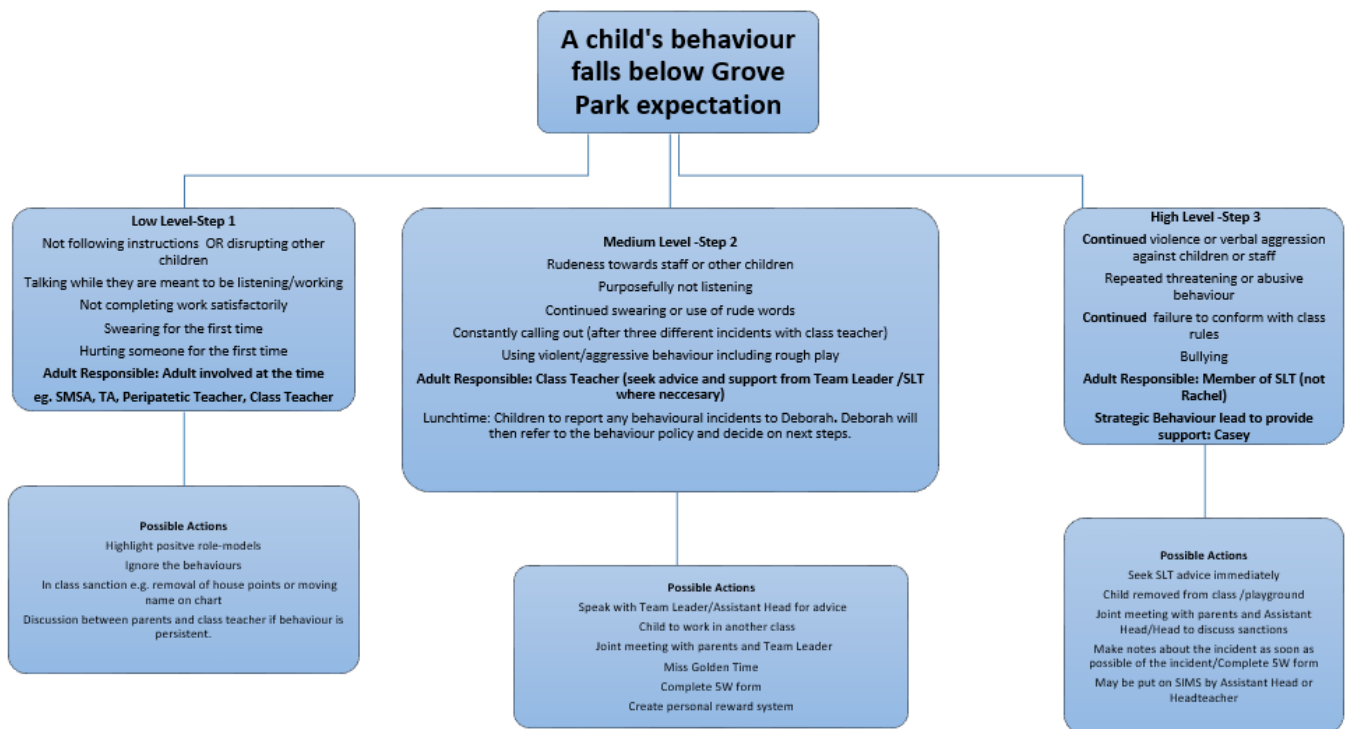 A child's behaviour
falls below Grove
Park expectation
Low Level-Step 1
Not following instructions OR disrupting other
children
Talking while they are meant to be listening/working
Not completing work satisfactorily
Swearing for the first time
Hurting someone for the first time
Adult Responsible: Adult involved at the time
eg. SMSA, TA, Peripatetic Teacher, Class Teacher
Possible Actions
Highlight positve role-models
Ignore the behaviours
In class sanction e.g. removal of house points or moving
name on chart
Discussion between parents and class teacher if behaviour is
persistent.
Medium Level -Step 2
Rudeness towards staff or other children
Purposefully not listening
Continued swearing or use of rude words
Constantly calling out (after three different incidents with class teacher)
Using violent/aggressive behaviour including rough play
Adult Responsible: Class Teacher (seek advice and support from Team Leader /SLT
where neccesary)
Lunchtime: Children to report any behavioural incidents to Deborah. Deborah will
then refer to the behaviour policy and decide on next steps.
Possible Actions
Speak with Team Leader/Assistant Head for advice
Child to work in another class
Joint meeting with parents and Team Leader
Miss Golden Time
Complete 5W form
Create personal reward system
High Level -Step 3
Continued violence or verbal aggression
against children or staff
Repeated threatening or abusive
behaviour
Continued failure to conform with class
rules
Bullying
Adult Responsible: Member of SLT (not
Rachel)
Strategic Behaviour lead to provide
support: Casey
Possible Actions
Seek SLT advice immediately
Child removed from class /playground
Joint meeting with parents and Assistant
Head/Head to discuss sanctions
Make notes about the incident as soon as
possible of the incident/Complete 5W form
May be put on SIMS by Assistant Head or
Headteacher